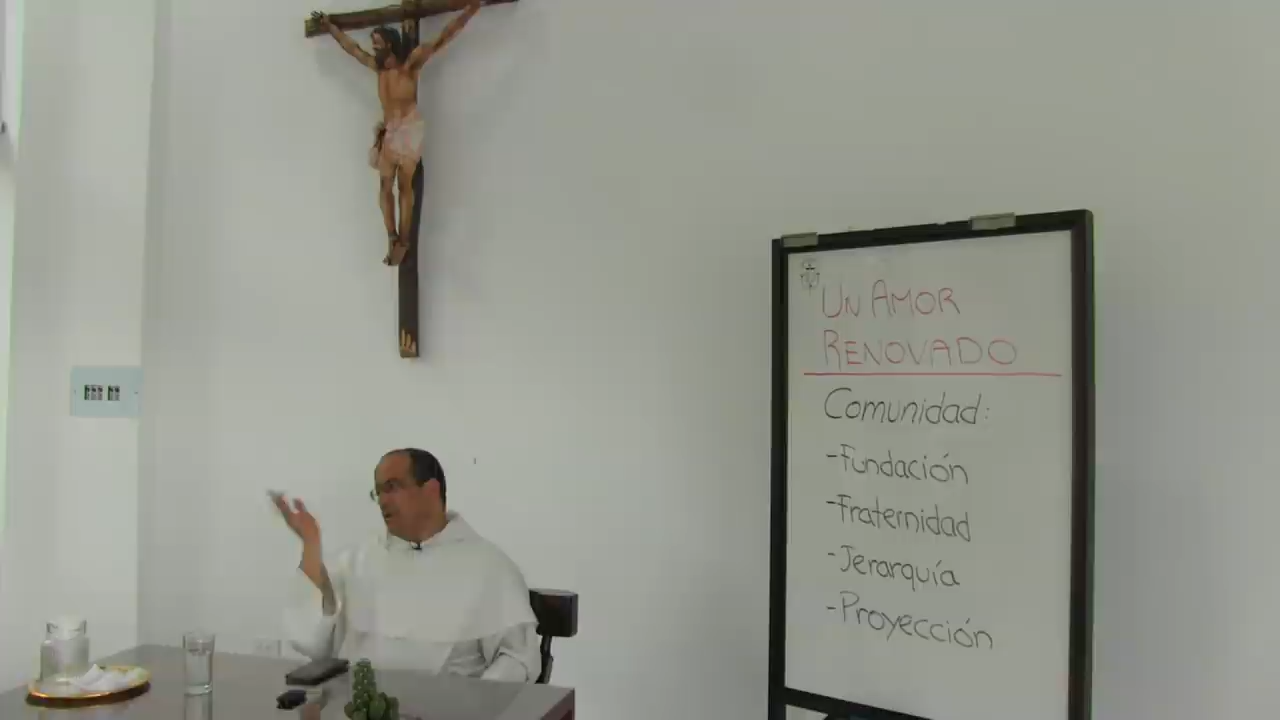 UN AMOR
RENOVADO
Comunidad:
-Fundación
-Fraternidad
-Jerarquía
-Proyección